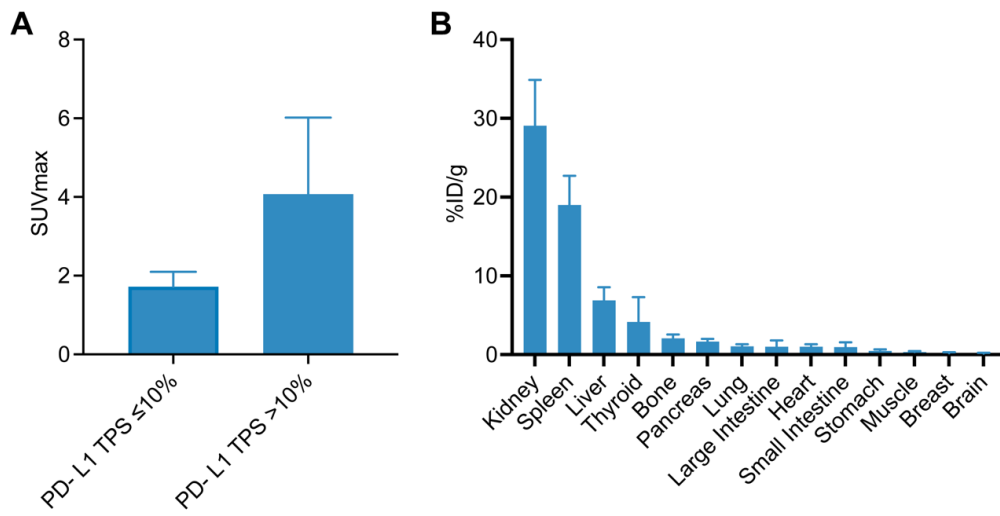 A
SUVmax
8
6
4
2
0
PD- L1 TPS ≤10%
PD- L1 TPS >10%
B
%ID/g
40
30
20
10
0
Kidney
Spleen
Liver
Thyroid
Bone
Pancreas
Lung
Large Intestine
Heart
Small Intestine
Stomach
Muscle
Breast
Brain